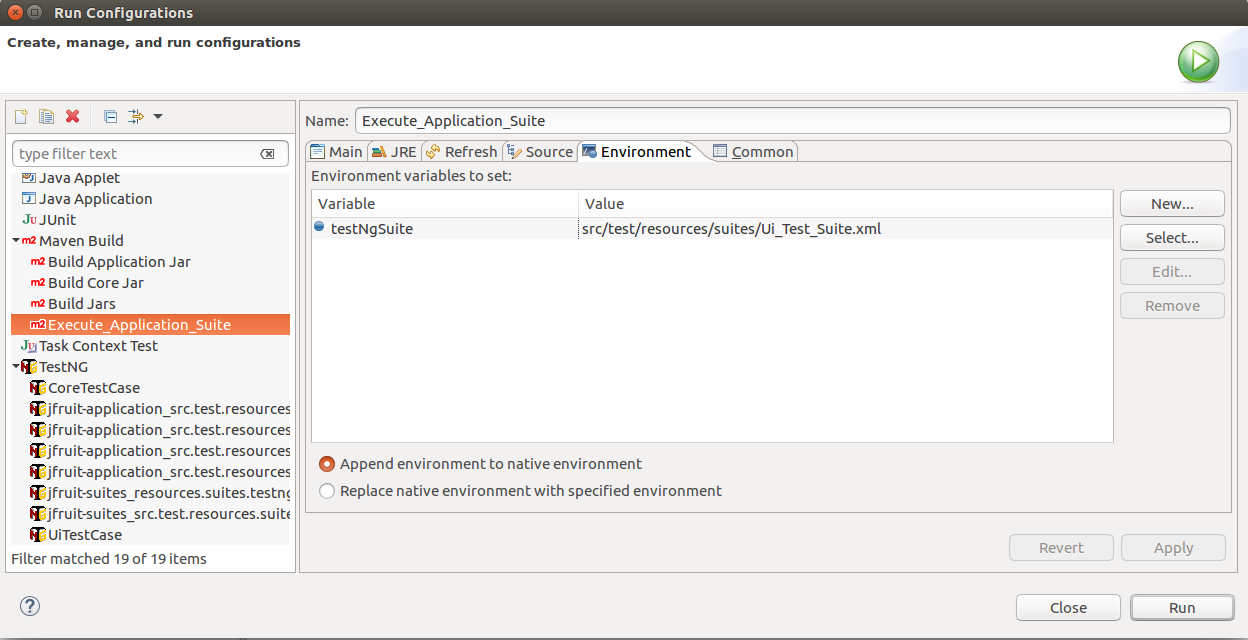 Run Configurations
Create, manage, and run configurations
type filter text
Java Applet
Java Application
JUnit
Maven Build
Build Application Jar
Build Core Jar
Build Jars
Execute_Application_Suite
Task Context Test
TestNG
CoreTestCase
jfruit-application_src.test.resources
jfruit-application_src.test.resources
jfruit-application_src.test.resources
jfruit-application_src.test.resources
jfruit-suites_resources.suites.testng
jfruit-suites_src.test.resources.suite
UiTestCase
Filter matched 19 of 19 items
Name: Execute_Application_Suite
Main JRE Refresh Source Environment Common
Environment variables to set:
Variable Value
testNgSuite src/test/resources/suites/Ui_Test_Suite.xml
New...
Select...
Edit...
Remove
Append environment to native environment
Replace native environment with specified environment
Revert Apply
Close Run